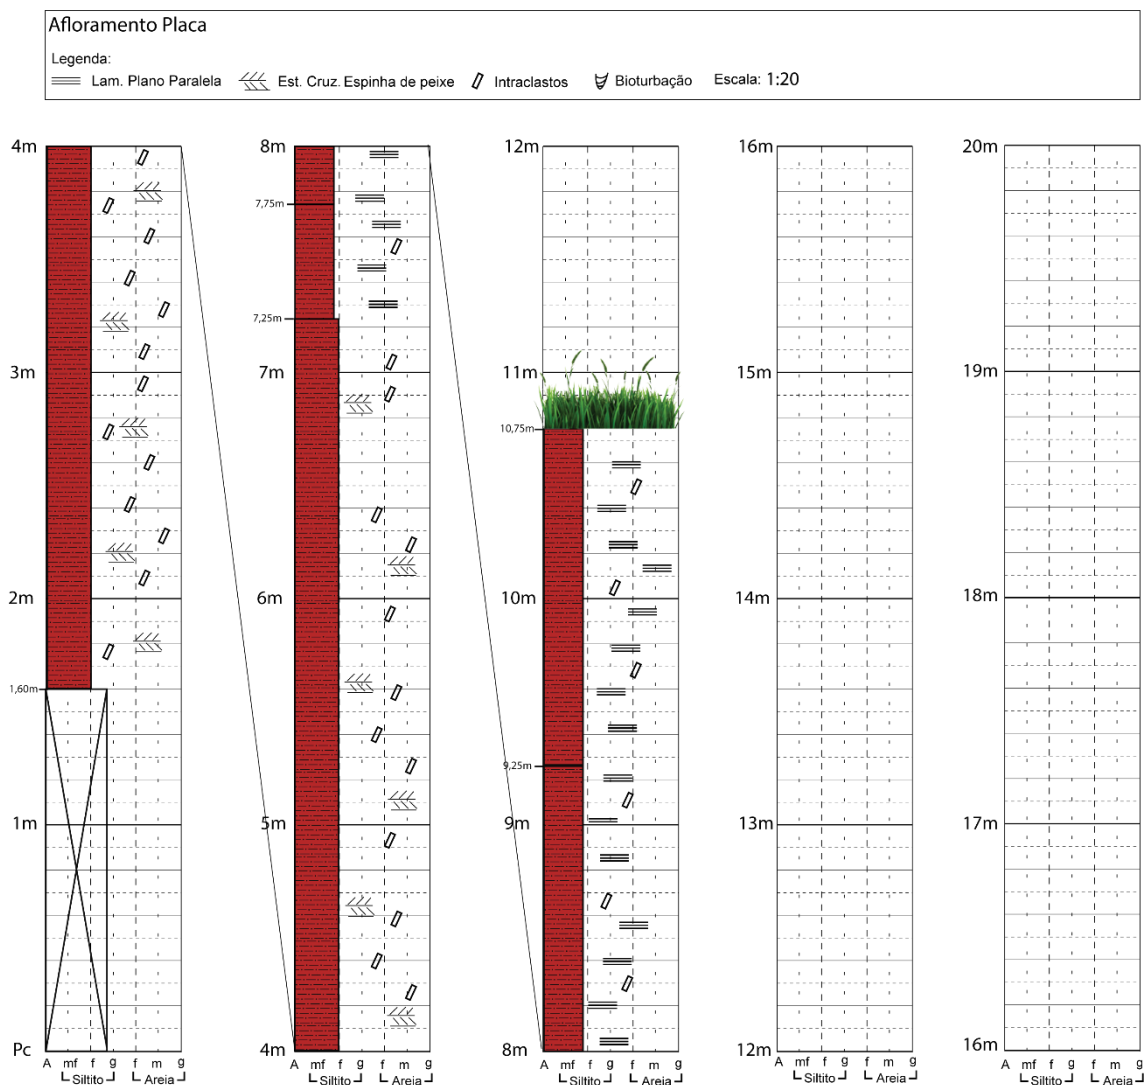 Afloramento Placa
Legenda:
Lam. Plano Paralela Est. Cruz. Espinha de peixe Intraclastos Bioturbação Escala: 1:20
4m
3m
2m
1,60m
1m
Pc
A mf f g f m g
Siltito Areia
8m
7,75m
7,25m
7m
6m
5m
4m
A mf f g f m g
Siltito Areia
12m
11m
10,75m
10m
9,25m
9m
8m
A mf f g f m g
Siltito Areia
16m
15m
14m
13m
12m
A mf f g f m g
Siltito Areia
20m
19m
18m
17m
16m
A mf f g f m g
Siltito Areia